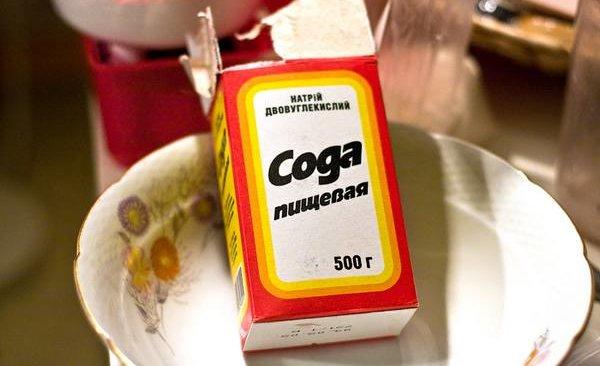 НАТРІЙ
ДВОВУГЛЕКИСЛИЙ
Сода
пищевая
500 г